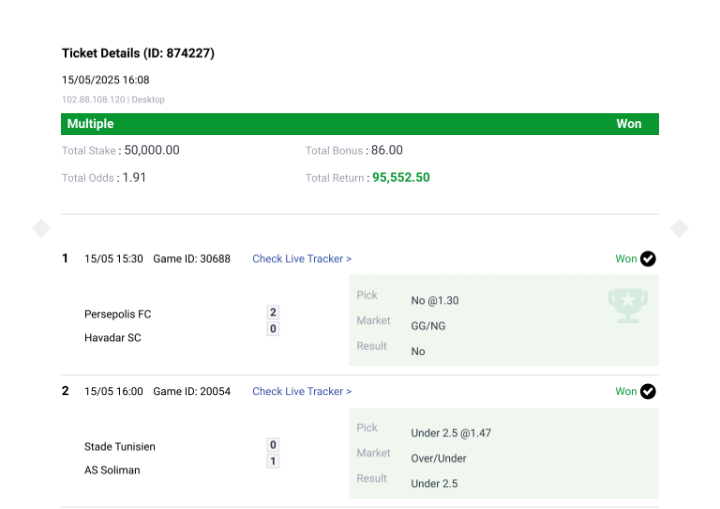 Ticket Details (ID: 874227)
15/05/2025 16:08
102.88.108.120 | Desktop
Multiple Won
Total Stake : 50,000.00 Total Bonus : 86.00
Total Odds : 1.91 Total Return : 95,552.50
1 15/05 15:30 Game ID: 30688 Check Live Tracker > Won
Persepolis FC 2
Havadar SC 0
Pick No @1.30
Market GG/NG
Result No
2 15/05 16:00 Game ID: 20054 Check Live Tracker > Won
Stade Tunisien 0
AS Soliman 1
Pick Under 2.5 @1.47
Market Over/Under
Result Under 2.5